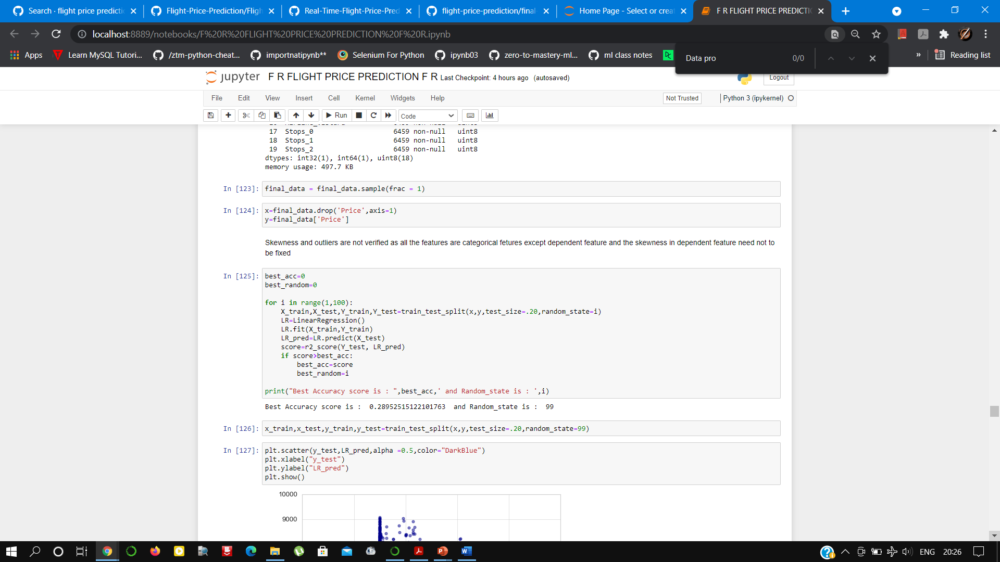 Search · flight price predictic
Flight-Price-Prediction/Fligh
Real-Time-Flight-Price-Pred
flight-price-prediction/final
Home Page - Select or creat
F R FLIGHT PRICE PREDICTIO
localhost:8889/notebooks/F%20R%20FLIGHT%20PRICE%20PREDICTION%20F%20R.ipynb
Apps
Learn MySQL Tutori...
/ztm-python-cheat...
importnatipynb**
Selenium For Python
ipynb03
zero-to-mastery-ml...
ml class notes
»
Reading list
Data pro
0/0
jupyter
F R FLIGHT PRICE PREDICTION F R Last Checkpoint: 4 hours ago (autosaved)
Logout
File Edit View Insert Cell Kernel Widgets Help
Not Trusted
Python 3 (ipykernel)
Run
Code
17 Stops_0 6459 non-null uint8
18 Stops_1 6459 non-null uint8
19 Stops_2 6459 non-null uint8
dtypes: int32(1), int64(1), uint8(18)
memory usage: 497.7 KB
In [123]: final_data = final_data.sample(frac = 1)
In [124]: x=final_data.drop('Price',axis=1)
y=final_data['Price']
Skewness and outliers are not verified as all the features are categorical fetures except dependent feature and the skewness in dependent feature need not to
be fixed
In [125]: best_acc=0
best_random=0
for i in range(1,100):
X_train,X_test,Y_train,Y_test=train_test_split(x,y,test_size=.20,random_state=i)
LR=LinearRegression()
LR.fit(X_train,Y_train)
LR_pred=LR.predict(X_test)
score=r2_score(Y_test, LR_pred)
if score>best_acc:
best_acc=score
best_random=i
print("Best Accuracy score is : ",best_acc,' and Random_state is : ',i)
Best Accuracy score is :  0.28952515122101763  and Random_state is :  99
In [126]: x_train,x_test,y_train,y_test=train_test_split(x,y,test_size=.20,random_state=99)
In [127]: plt.scatter(y_test,LR_pred,alpha =0.5,color="DarkBlue")
plt.xlabel("y_test")
plt.ylabel("LR_pred")
plt.show()
10000
9000
ENG
20:26